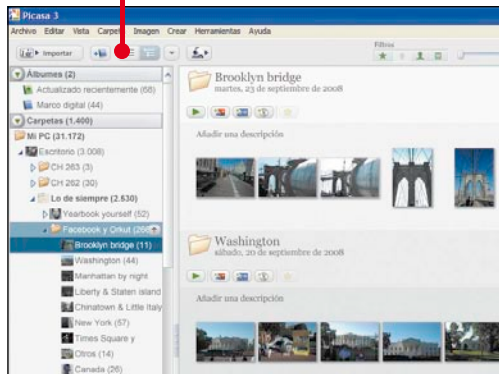 Picasa 3
Archivo Editar Vista Carpeta Imagen Crear Herramientas Ayuda
Importar
Filtros
Álbumes (2)
Actualizado recientemente (68)
Marco digital (44)
Carpetas (1.400)
Mi PC (31.172)
Escritorio (3.008)
CH 263 (3)
CH 262 (30)
Lo de siempre (2.530)
Yearbook yourself (52)
Facebook y Orkut
Brooklyn bridge (11)
Washington (44)
Manhattan by night
Liberty & Staten island
Chinatown & Little Italy
New York (57)
Times Square y
Otros (14)
Canada (26)
Brooklyn bridge
martes, 23 de septiembre de 2008
Añadir una descripción
Washington
sábado, 20 de septiembre de 2008
Añadir una descripción